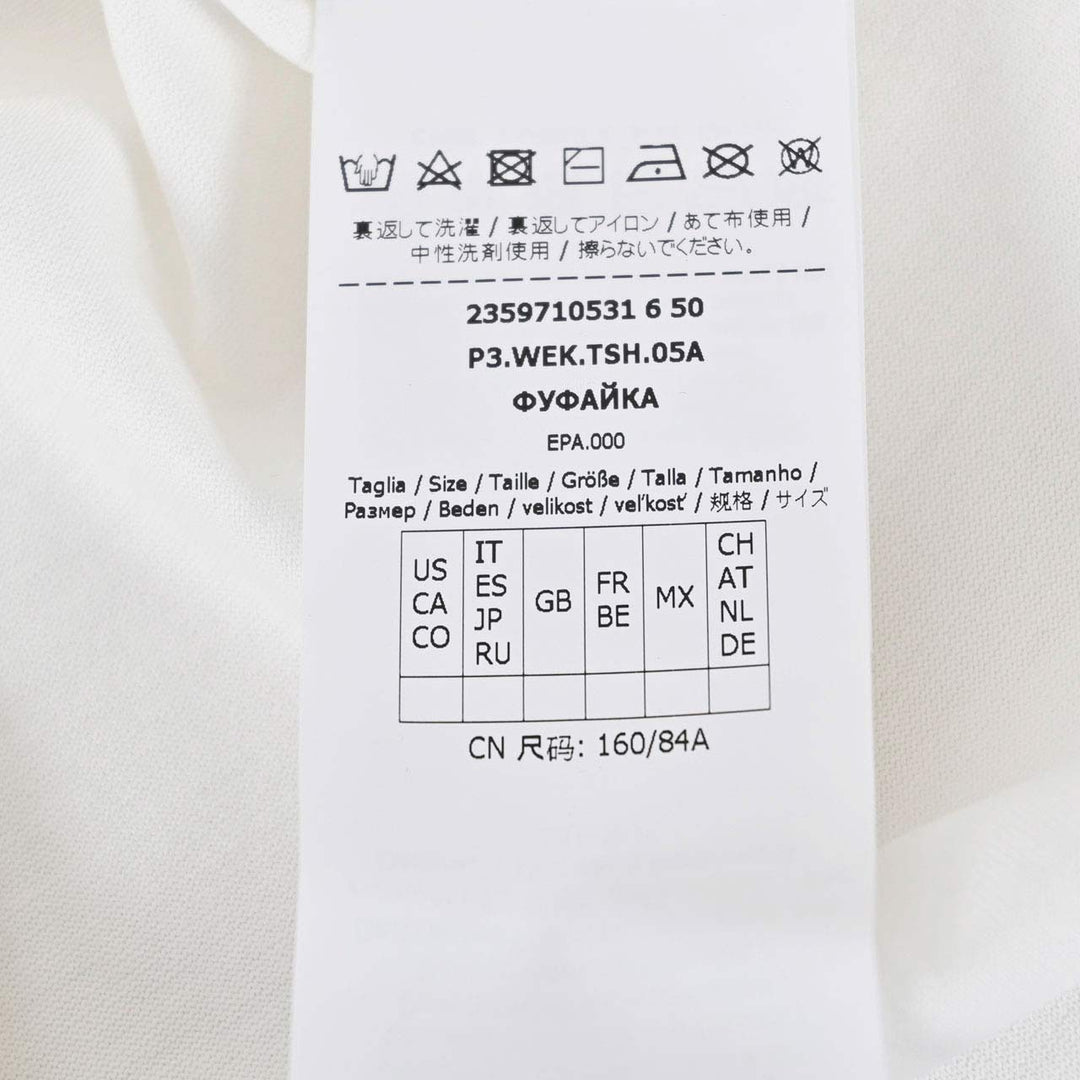 裏返して洗濯 / 裏返してアイロン / あて布使用 /
中性洗剤使用 / 擦らないでください。
2359710531 6 50
P3.WEK.TSH.05A
ФУФАЙКА
EPA.000
Taglia / Size / Taille / Größe / Talla / Tamanho /
Размер / Beden / velikost / veľkosť / 规格 / サイズ
US CA CO
IT ES JP RU
GB
FR BE
MX
CH AT NL DE
CN 尺码: 160/84A